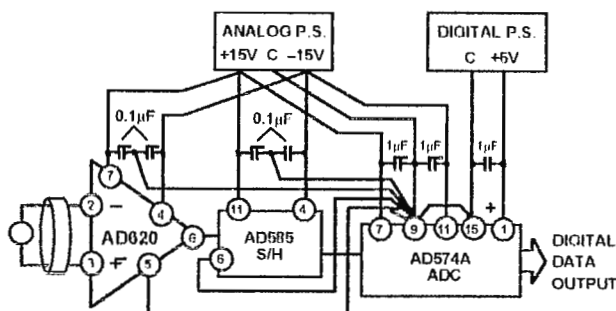 ANALOG P.S.
+15V C –15V
DIGITAL P.S.
C +5V
0.1µF
0.1µF
1µF
1µF
1µF
7
2
–
4
11
4
7
9
11
15
+
1
AD620
6
AD585
S/H
6
AD574A
ADC
DIGITAL
DATA
OUTPUT
3
+
5